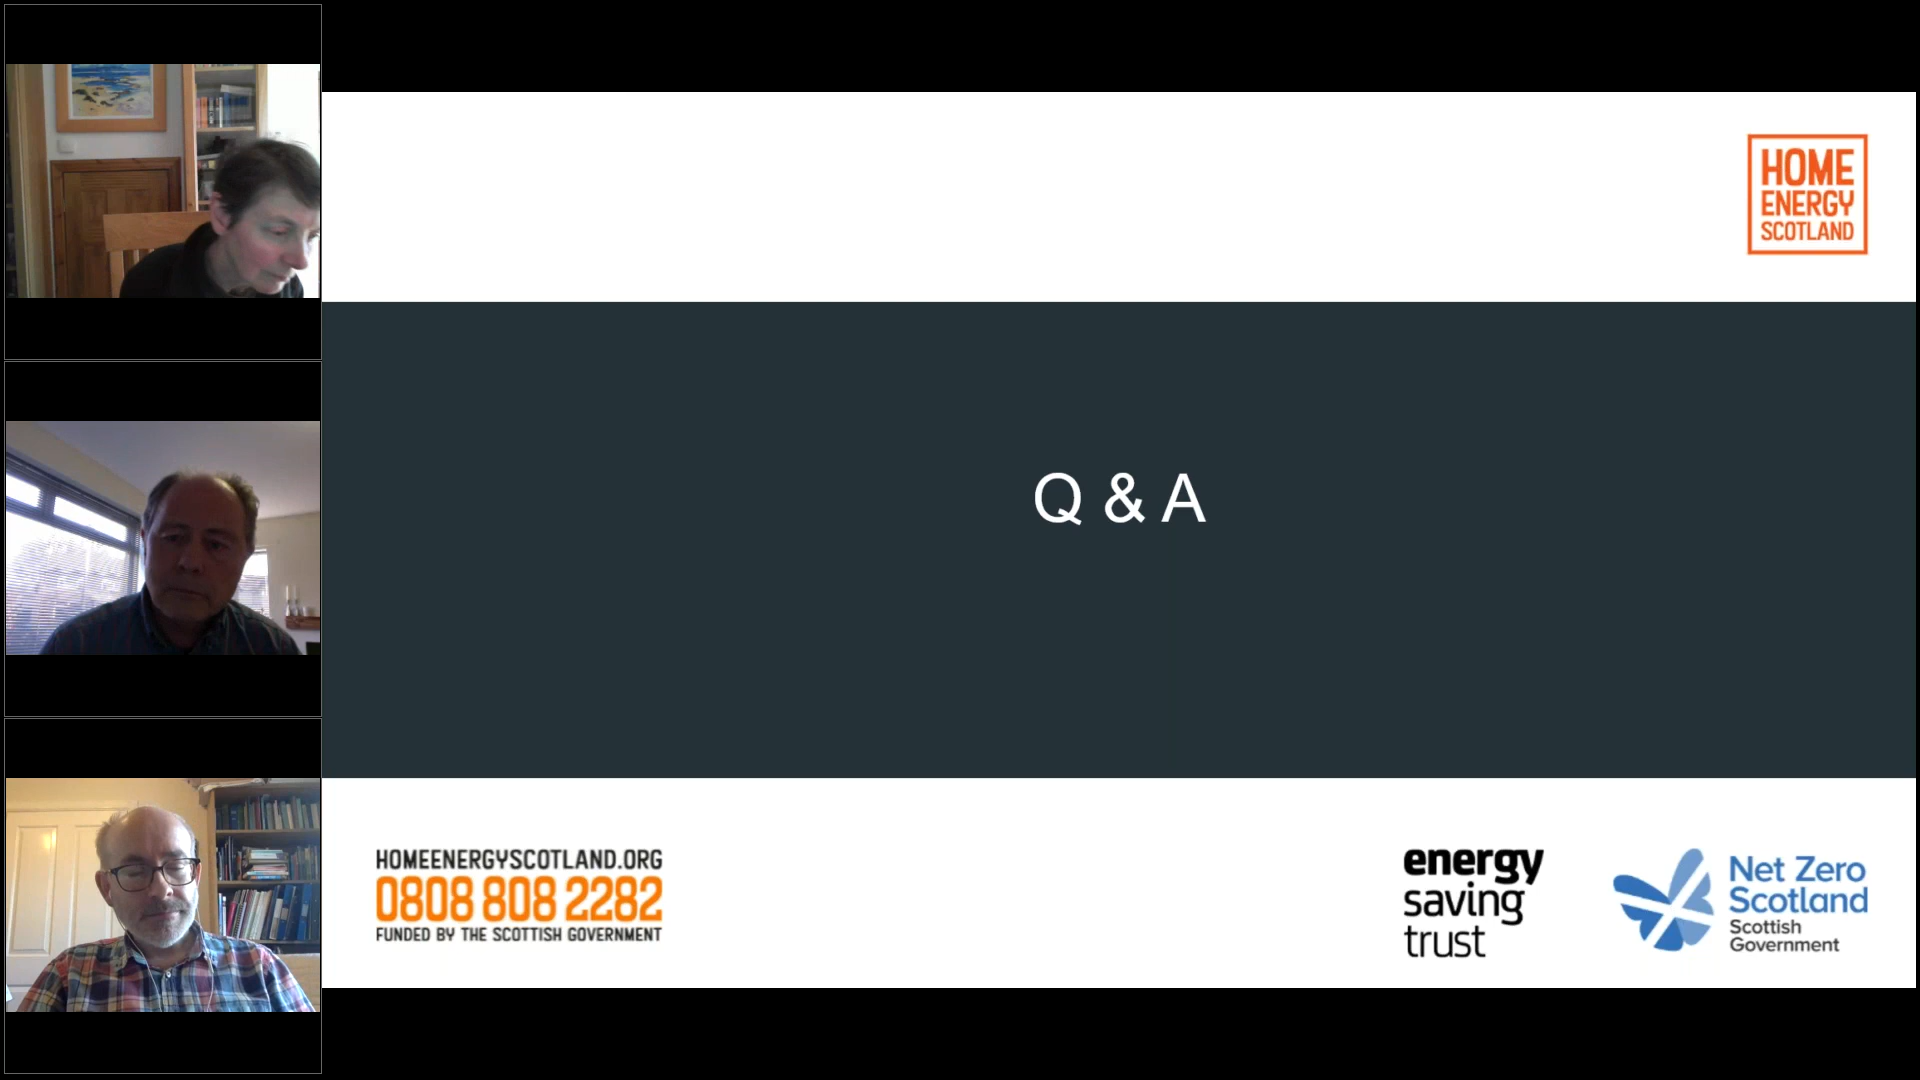 HOME
ENERGY
SCOTLAND
Q & A
HOMEENERGYSCOTLAND.ORG
0808 808 2282
FUNDED BY THE SCOTTISH GOVERNMENT
energy
saving
trust
Net Zero
Scotland
Scottish
Government